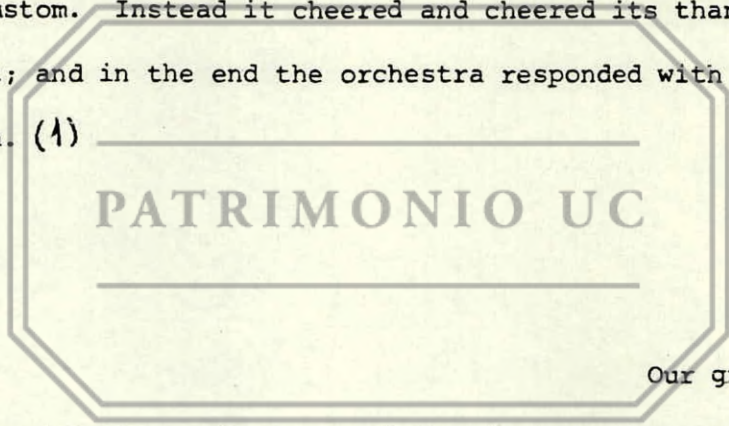 ustom. Instead it cheered and cheered its than
; and in the end the orchestra responded with
. (1)
PATRIMONIO UC
Our g